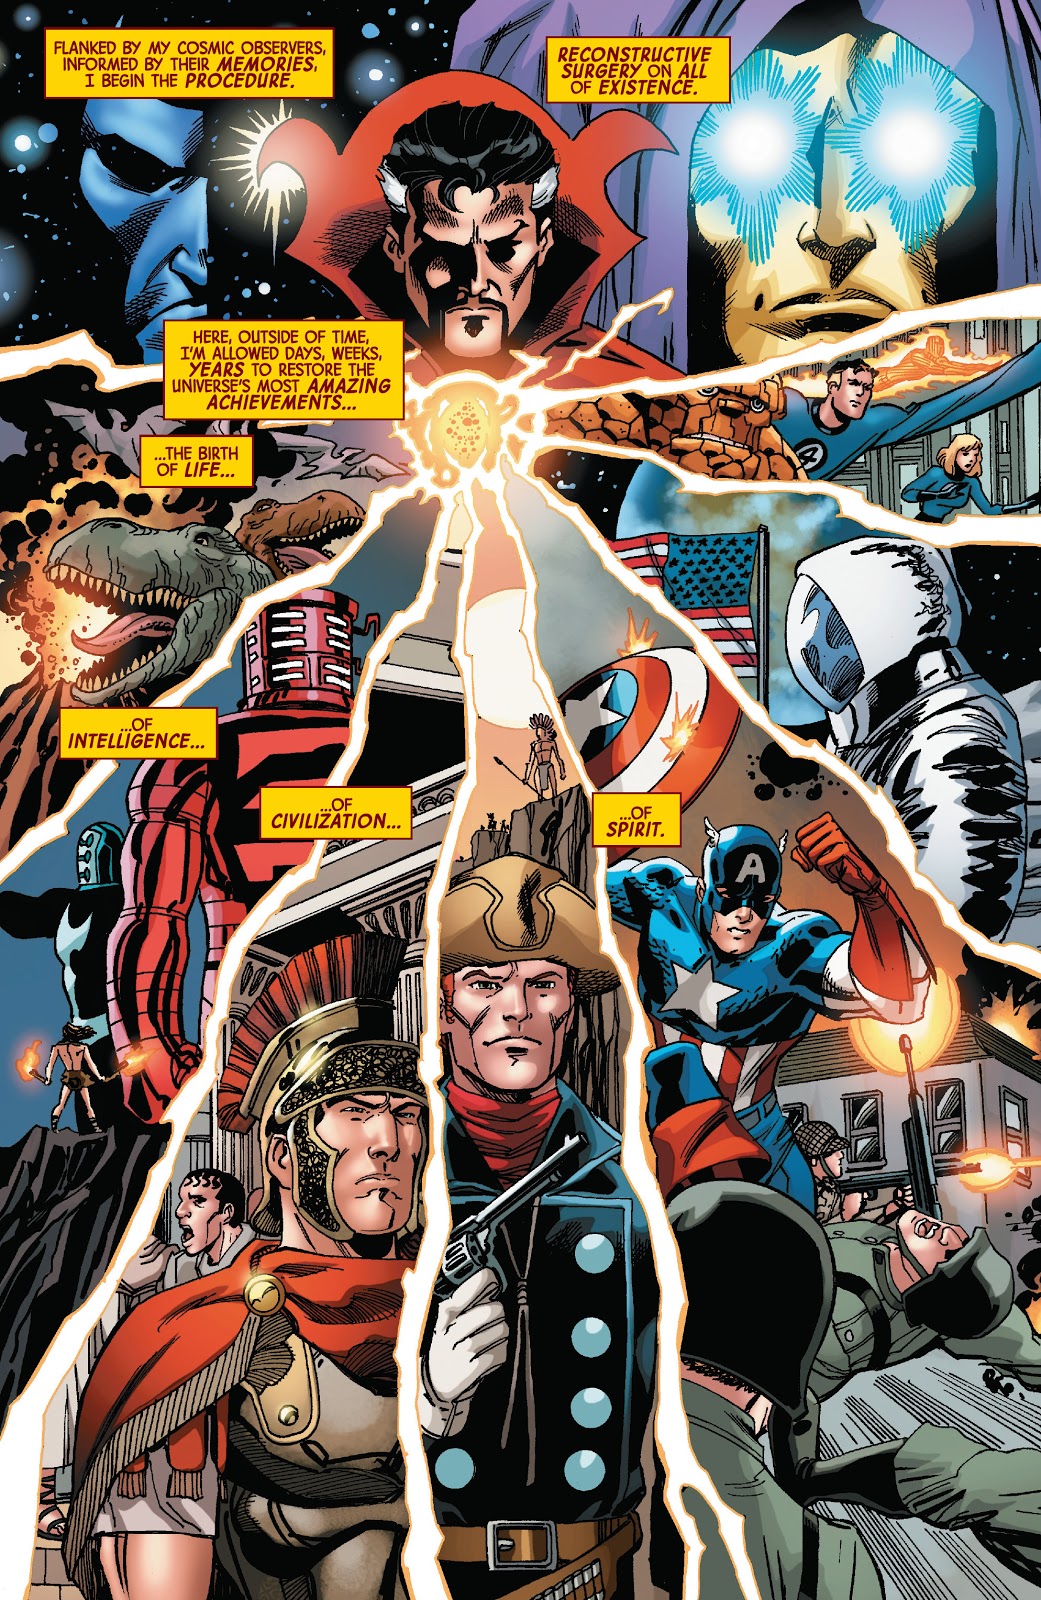 FLANKED BY MY COSMIC OBSERVERS,
INFORMED BY THEIR MEMORIES,
I BEGIN THE PROCEDURE.
RECONSTRUCTIVE
SURGERY ON ALL
OF EXISTENCE.
HERE, OUTSIDE OF TIME,
I'M ALLOWED DAYS, WEEKS,
YEARS TO RESTORE THE
UNIVERSE'S MOST AMAZING
ACHIEVEMENTS...
...THE BIRTH
OF LIFE...
4
...OF
INTELLIGENCE...
...OF
CIVILIZATION...
...OF
SPIRIT.
A